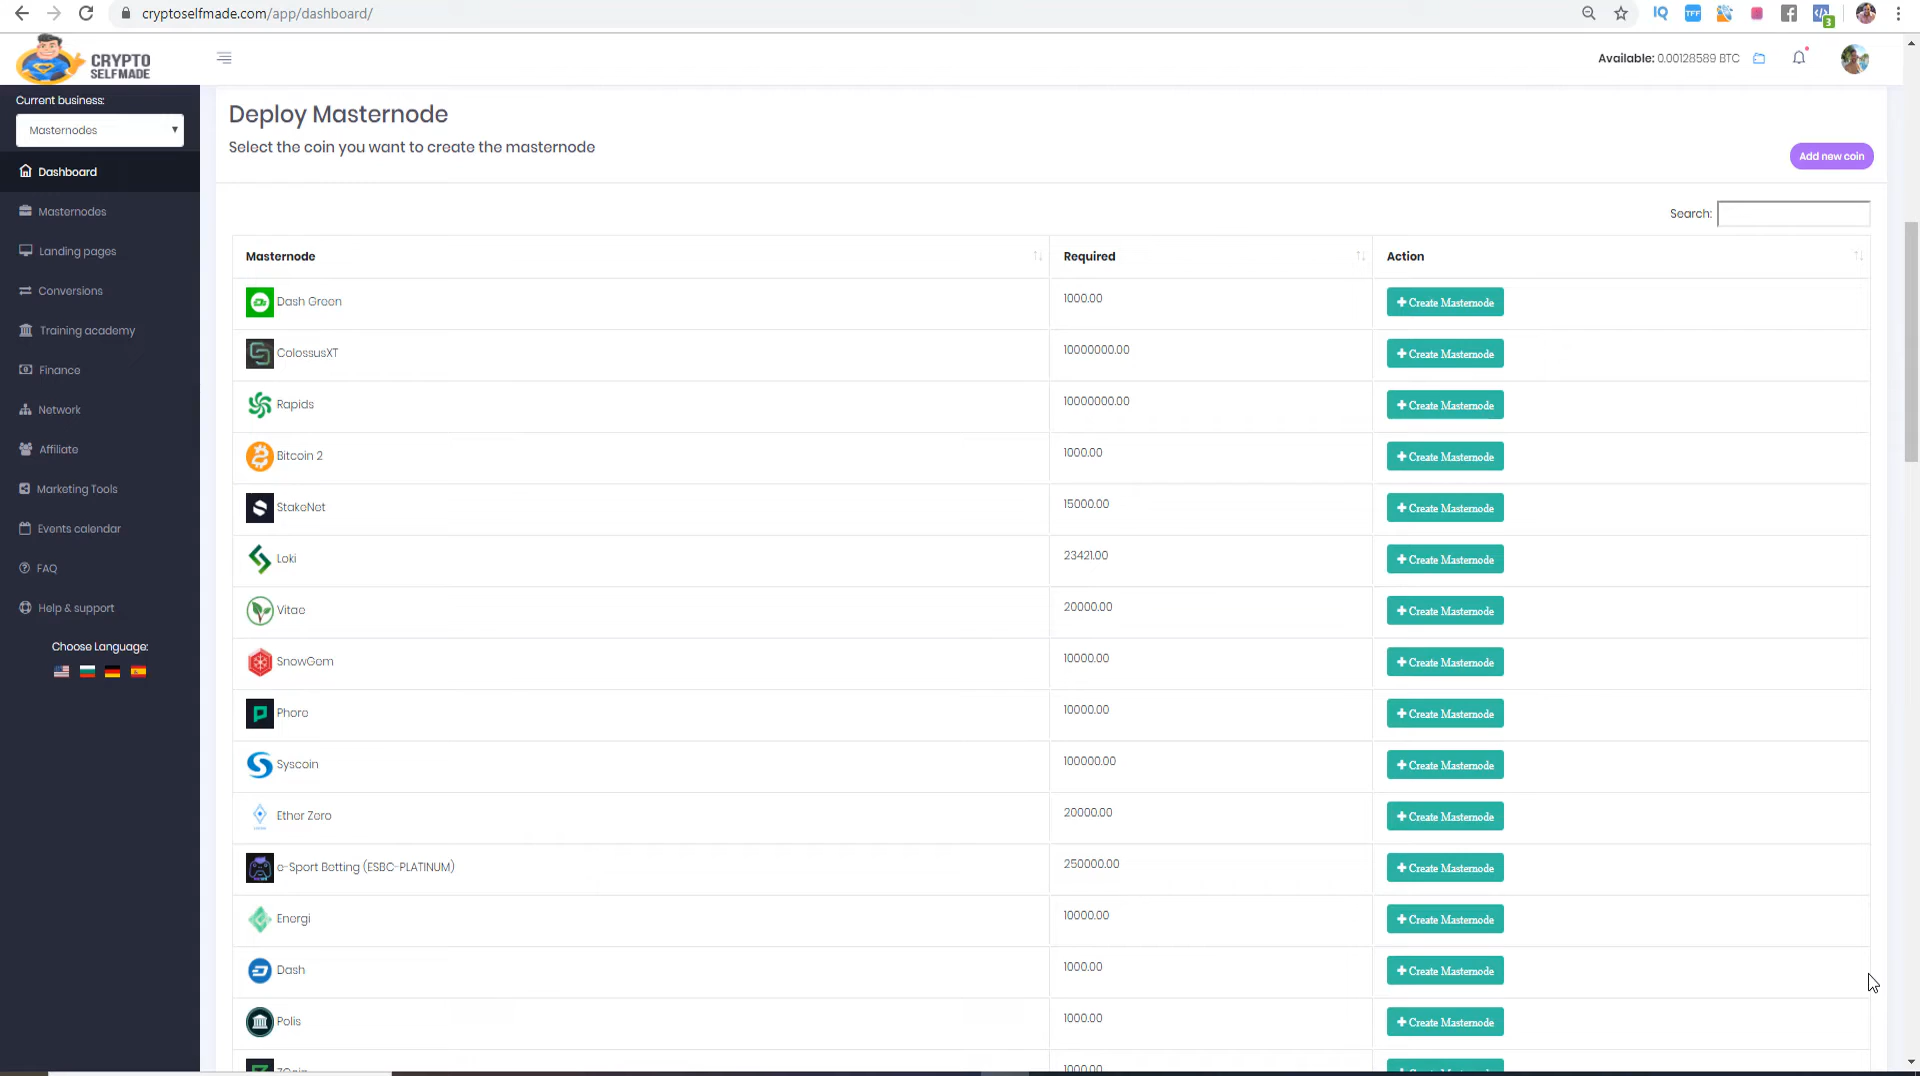 cryptoselfmade.com/app/dashboard/
IQ
TFF
3
CRYPTO
SELFMADE
Available: 0.00128589 BTC
Current business:
Masternodes
Dashboard
Masternodes
Landing pages
Conversions
Training academy
Finance
Network
Affiliate
Marketing Tools
Events calendar
FAQ
Help & support
Choose Language:
Deploy Masternode
Select the coin you want to create the masternode
Add new coin
Search:
Masternode Required Action
Dash Green 1000.00 Create Masternode
ColossusXT 10000000.00 Create Masternode
Rapids 10000000.00 Create Masternode
Bitcoin 2 1000.00 Create Masternode
StakeNet 15000.00 Create Masternode
Loki 23421.00 Create Masternode
Vitae 20000.00 Create Masternode
SnowGem 10000.00 Create Masternode
Phore 10000.00 Create Masternode
Syscoin 100000.00 Create Masternode
Ether Zero 20000.00 Create Masternode
e-Sport Betting (ESBC-PLATINUM) 250000.00 Create Masternode
Energi 10000.00 Create Masternode
Dash 1000.00 Create Masternode
Polis 1000.00 Create Masternode
1000.00